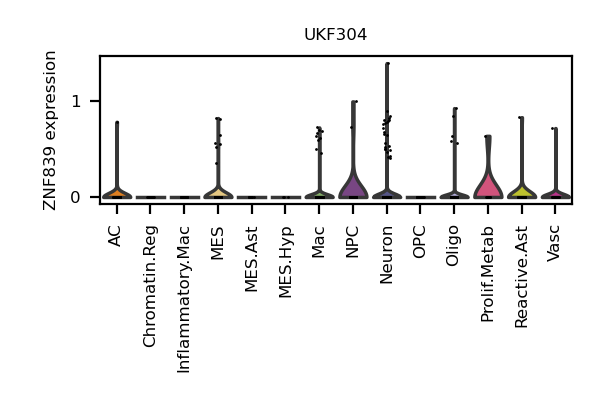 UKF304
ZNF839 expression
1
0
AC
Chromatin.Reg
Inflammatory.Mac
MES
MES.Ast
MES.Hyp
Mac
NPC
Neuron
OPC
Oligo
Prolif.Metab
Reactive.Ast
Vasc